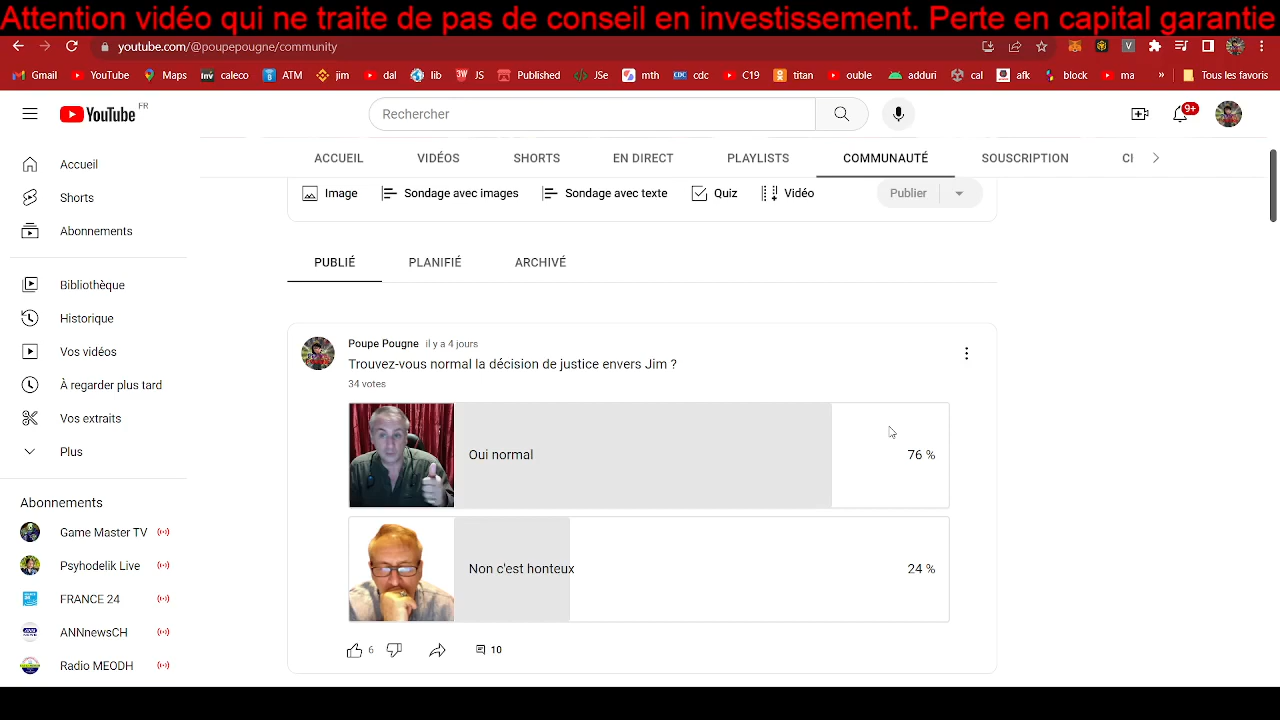 Attention vidéo qui ne traite de pas de conseil en investissement. Perte en capital garantie
youtube.com/@poupepougne/community
Gmail YouTube Maps inv caleco ATM jim dal lib 3W JS Published JSe mth CDC cdc C19 titan ouble adduri cal afk block ma » Tous les favoris
YouTube FR
Rechercher
9+
ACCUEIL VIDÉOS SHORTS EN DIRECT PLAYLISTS COMMUNAUTÉ SOUSCRIPTION CI
Image Sondage avec images Sondage avec texte Quiz Vidéo Publier
PUBLIÉ PLANIFIÉ ARCHIVÉ
Accueil
Shorts
Abonnements
Bibliothèque
Historique
Vos vidéos
À regarder plus tard
Vos extraits
Plus
Abonnements
Game Master TV
Psyhodelik Live
FRANCE 24
ANNnewsCH
Radio MEODH
Poupe Pougne il y a 4 jours
Trouvez-vous normal la décision de justice envers Jim ?
34 votes
Oui normal 76 %
Non c'est honteux 24 %
6 10